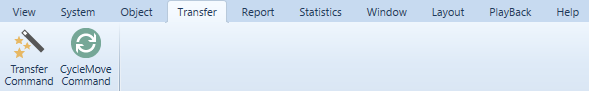 View System Object Transfer Report Statistics Window Layout PlayBack Help
Transfer CycleMove
Command Command